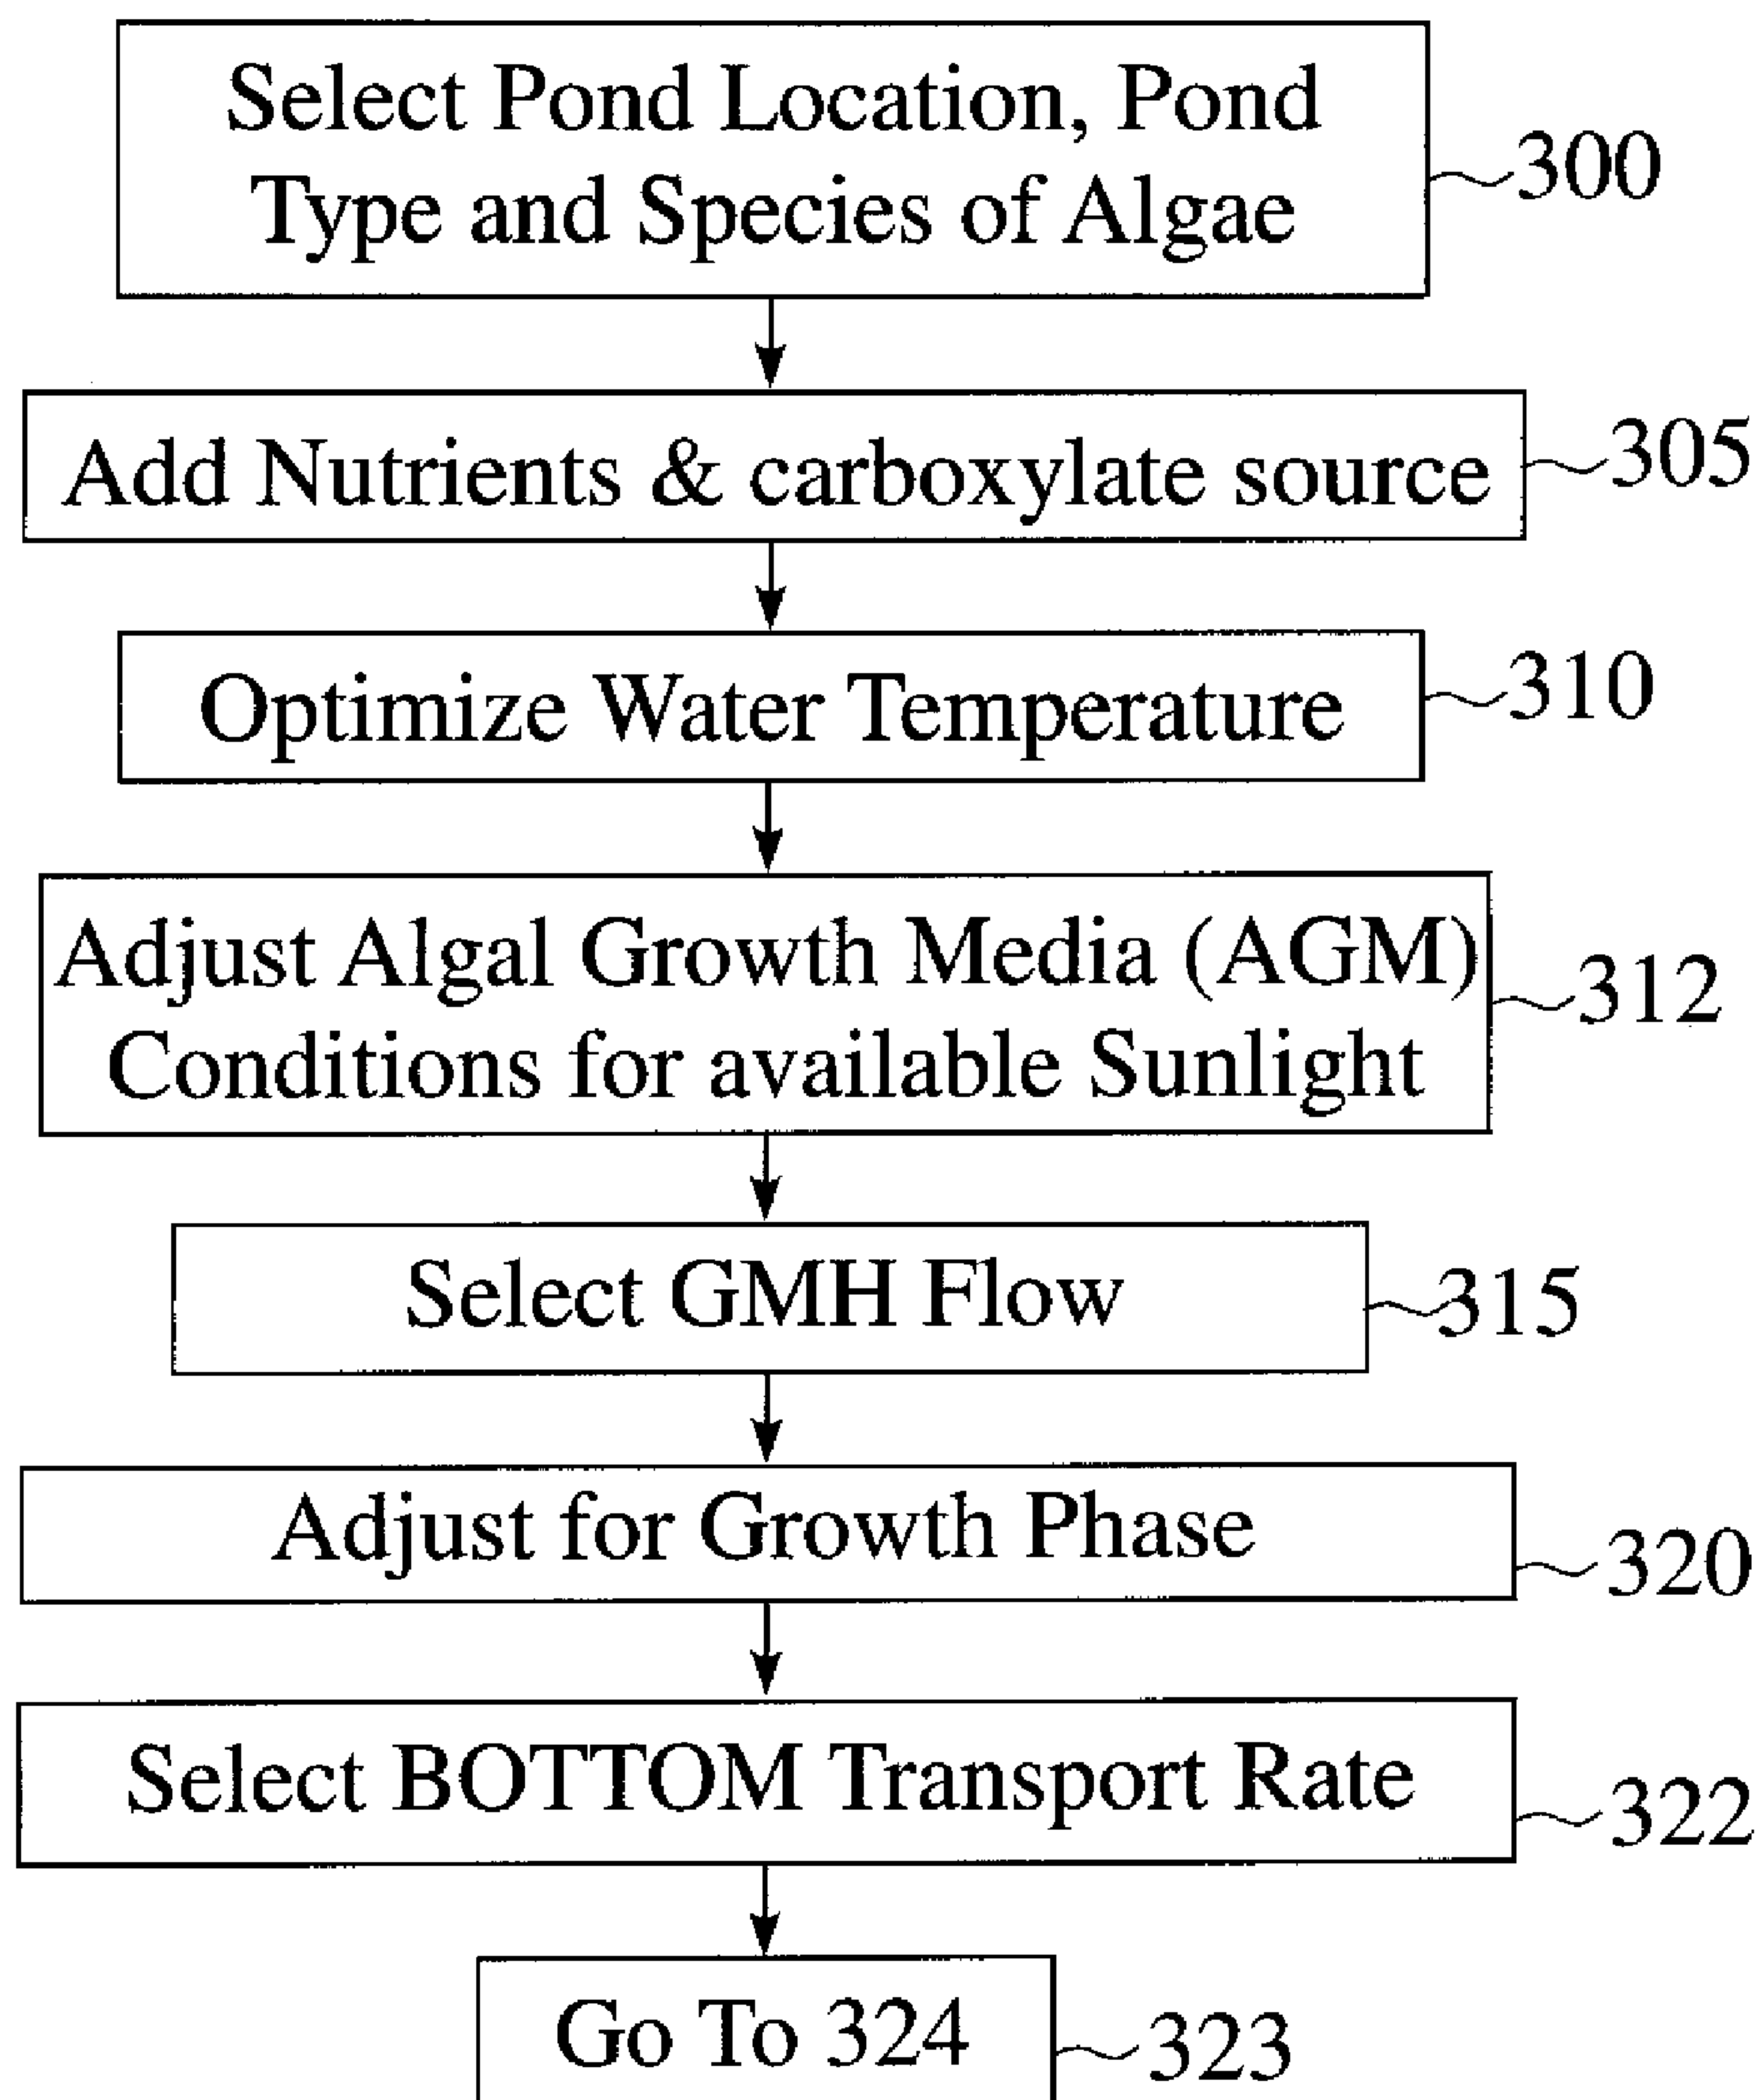 Select Pond Location, Pond
Type and Species of Algae
300
Add Nutrients & carboxylate source
305
Optimize Water Temperature
310
Adjust Algal Growth Media (AGM)
Conditions for available Sunlight
312
Select GMH Flow
315
Adjust for Growth Phase
320
Select BOTTOM Transport Rate
322
Go To 324
323